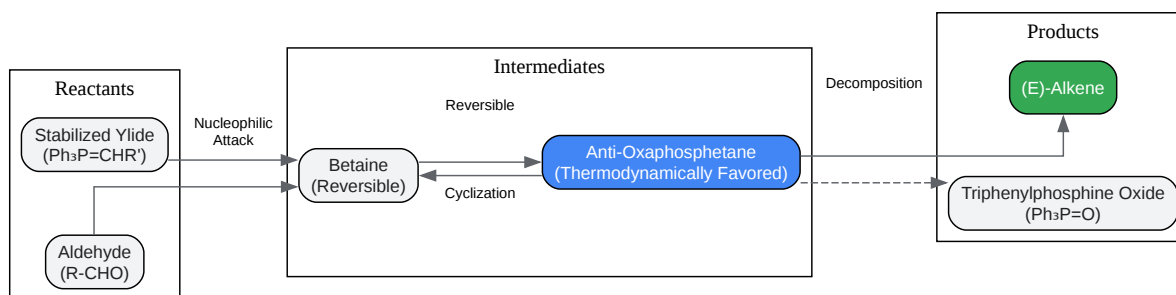 Reactants
Stabilized Ylide
(Ph₃P=CHR')
Aldehyde
(R-CHO)
Nucleophilic
Attack
Intermediates
Reversible
Betaine
(Reversible)
Cyclization
Anti-Oxaphosphetane
(Thermodynamically Favored)
Decomposition
Products
(E)-Alkene
Triphenylphosphine Oxide
(Ph₃P=O)